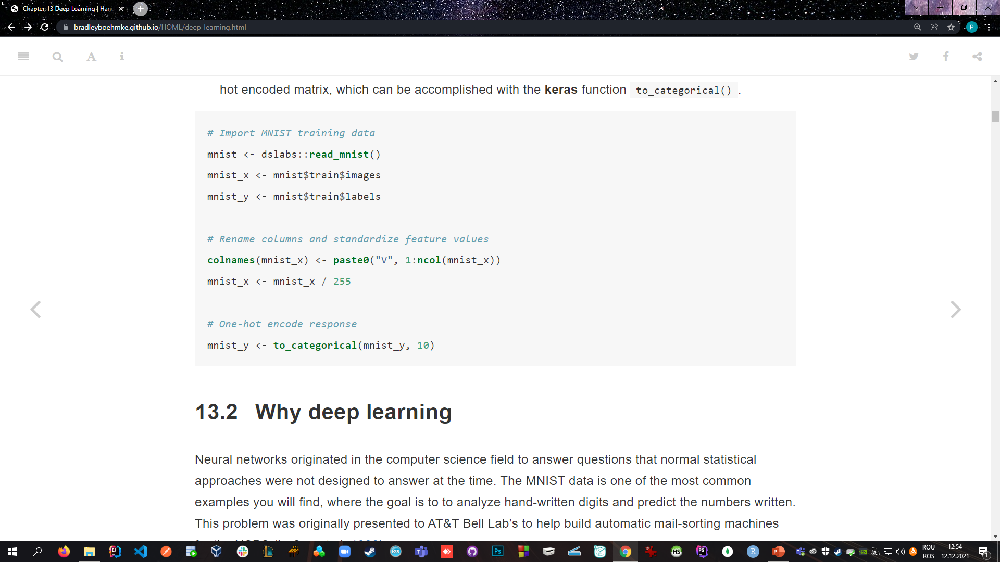 Chapter 13 Deep Learning | Han
bradleyboehmke.github.io/HOML/deep-learning.html
P
hot encoded matrix, which can be accomplished with the keras function to_categorical() .
# Import MNIST training data
mnist <- dslabs::read_mnist()
mnist_x <- mnist$train$images
mnist_y <- mnist$train$labels
# Rename columns and standardize feature values
colnames(mnist_x) <- paste0("V", 1:ncol(mnist_x))
mnist_x <- mnist_x / 255
# One-hot encode response
mnist_y <- to_categorical(mnist_y, 10)
13.2 Why deep learning
Neural networks originated in the computer science field to answer questions that normal statistical
approaches were not designed to answer at the time. The MNIST data is one of the most common
examples you will find, where the goal is to to analyze hand-written digits and predict the numbers written.
This problem was originally presented to AT&T Bell Lab’s to help build automatic mail-sorting machines
ROU
ROS
12:54
12.12.2021
1